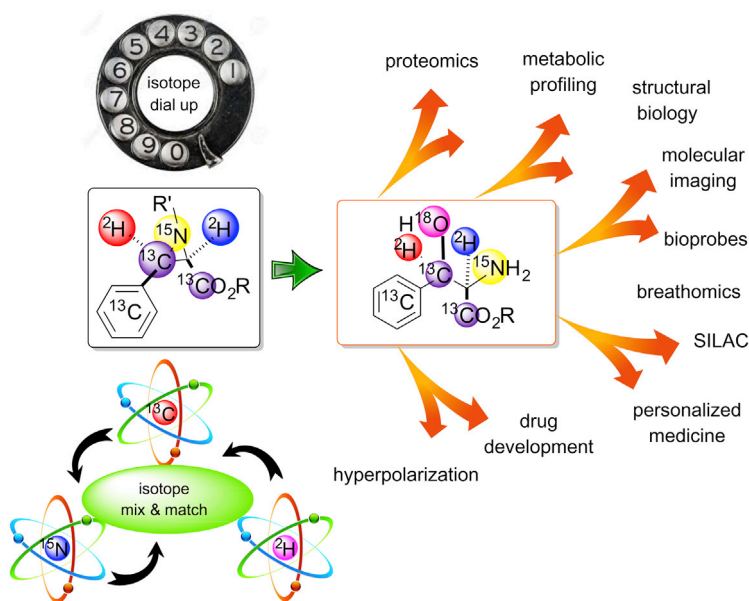 isotope
dial up
1
2
3
4
5
6
7
8
9
0
proteomics
metabolic
profiling
structural
biology
molecular
imaging
bioprobes
breathomics
SILAC
personalized
medicine
drug
development
hyperpolarization
R'
²H
¹⁵N
²H
¹³C
¹³CO₂R
¹³C
H¹⁸O
²H
²H
¹³C
¹⁵NH₂
¹³C
¹³CO₂R
¹³C
isotope
mix & match
¹⁵N
²H